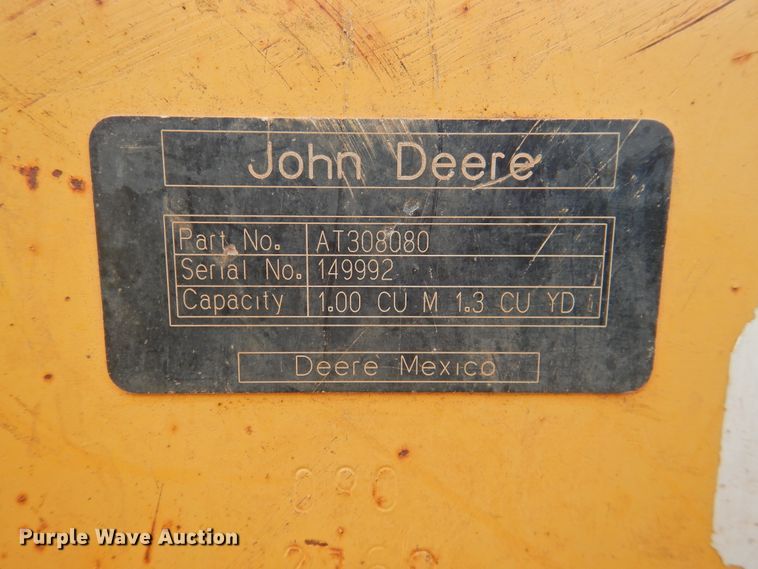 John Deere
Part No. AT308080
Serial No. 149992
Capacity 1.00 CU M 1.3 CU YD
Deere Mexico
Purple Wave Auction